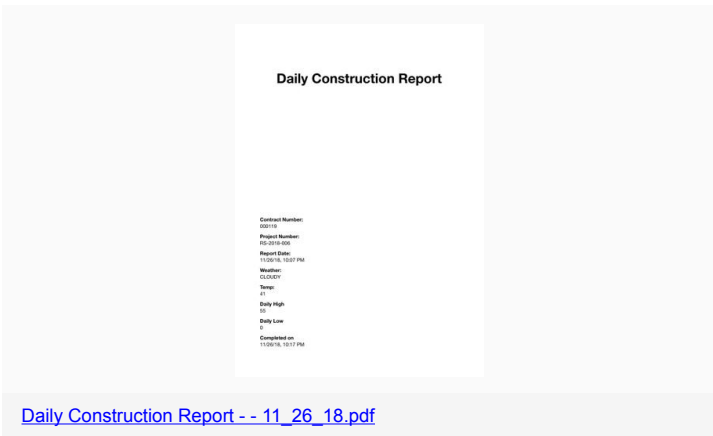 Daily Construction Report
Contract Number:
000119
Project Number:
RS-2018-006
Report Date:
11/26/18, 10:07 PM
Weather:
CLOUDY
Temp:
41
Daily High
55
Daily Low
0
Completed on
11/26/18, 10:17 PM
Daily Construction Report - - 11_26_18.pdf